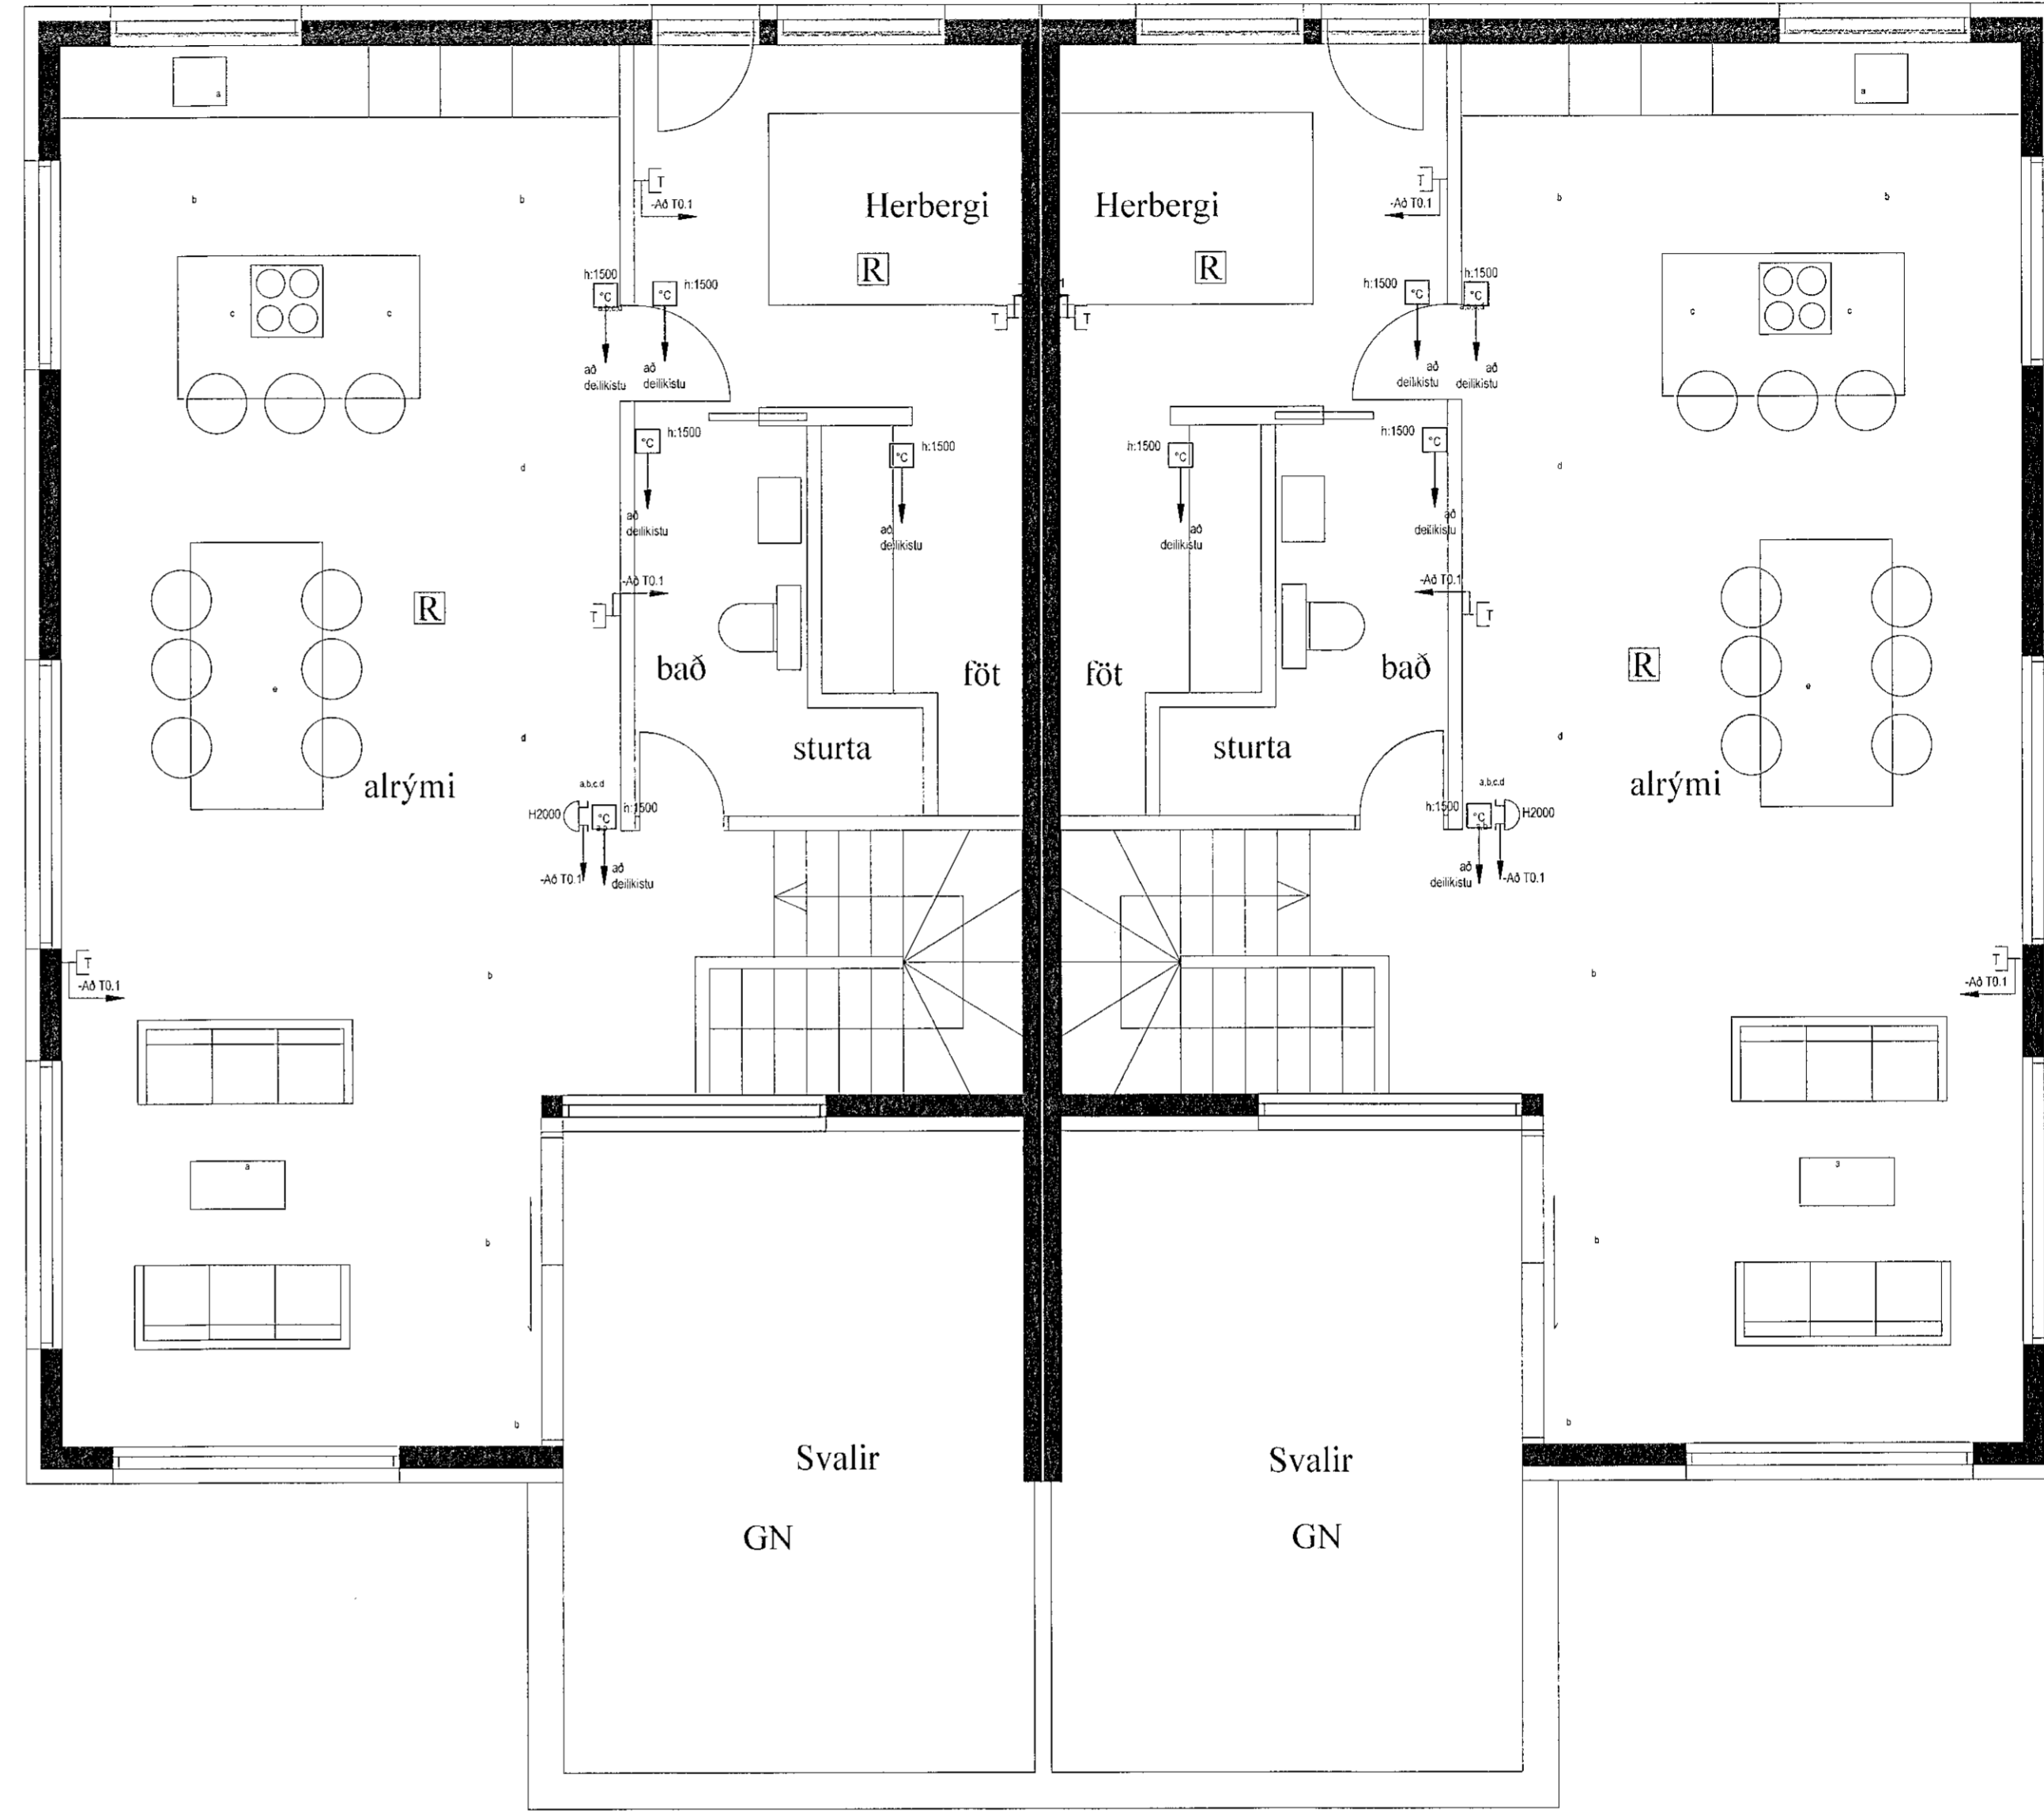 a
a
b
b
b
b
T
-Að T0.1
T
-Að T0.1
Herbergi
Herbergi
R
R
h:1500
°C
°C
h:1500
h:1500
°C
h:1500
°C
c
c
c
c
T
T
að
deilikistu
að
deilikistu
að
deilikistu
að
deilikistu
°C
h:1500
°C
h:1500
h:1500
°C
h:1500
°C
d
d
að
deilikistu
að
deilikistu
að
deilikistu
að
deilikistu
-Að T0.1
T
-Að T0.1
T
R
R
bað
föt
föt
bað
e
e
d
d
sturta
sturta
alrými
alrými
a,b,c,d
H2000
°C
h:1500
a,b,c,d
h:1500
°C
H2000
-Að T0.1
að
deilikistu
að
deilikistu
-Að T0.1
T
-Að T0.1
T
-Að T0.1
b
b
a
a
b
b
b
b
Svalir
Svalir
GN
GN